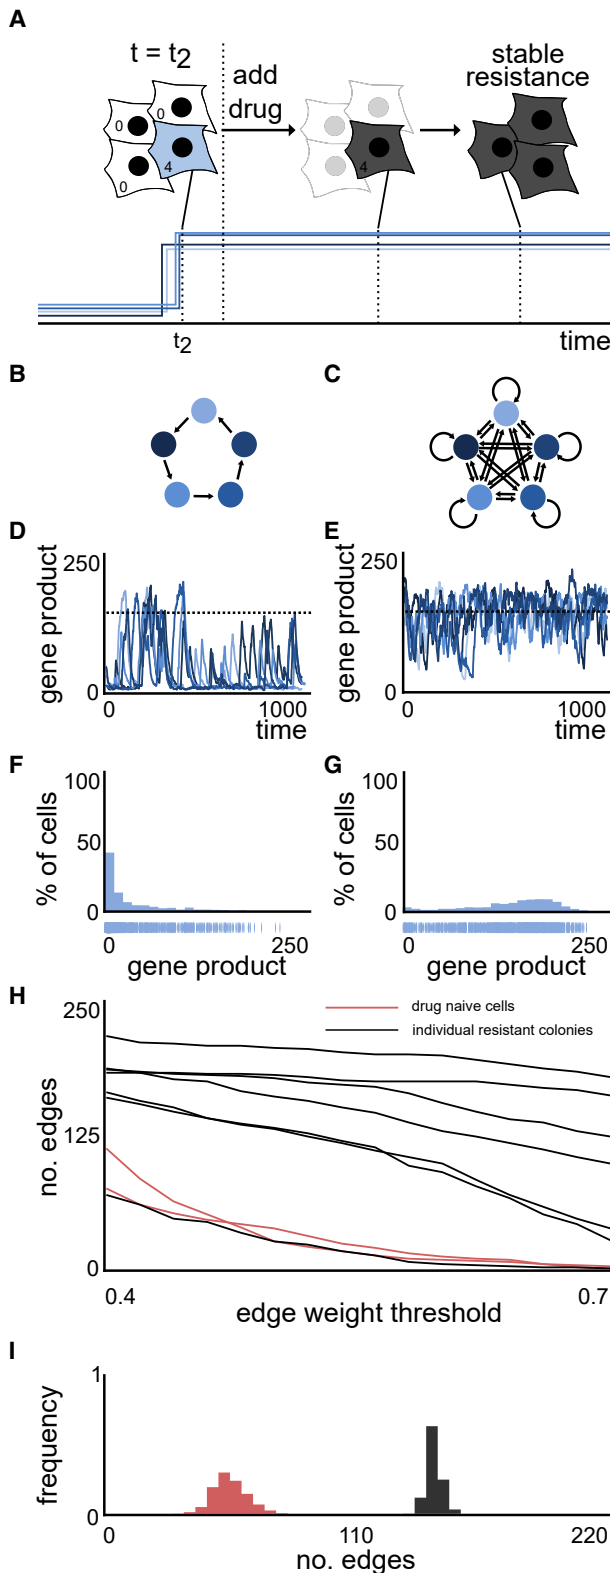 A
t = t2
add
drug
stable
resistance
0
0
0
4
4
t2
time
B
C
D
E
gene product
250
0
0
1000
time
gene product
250
0
0
1000
time
F
G
% of cells
100
50
0
0
250
gene product
% of cells
100
50
0
0
250
gene product
H
no. edges
250
125
0
drug naive cells
individual resistant colonies
0.4
0.7
edge weight threshold
I
frequency
1
0
0
110
220
no. edges